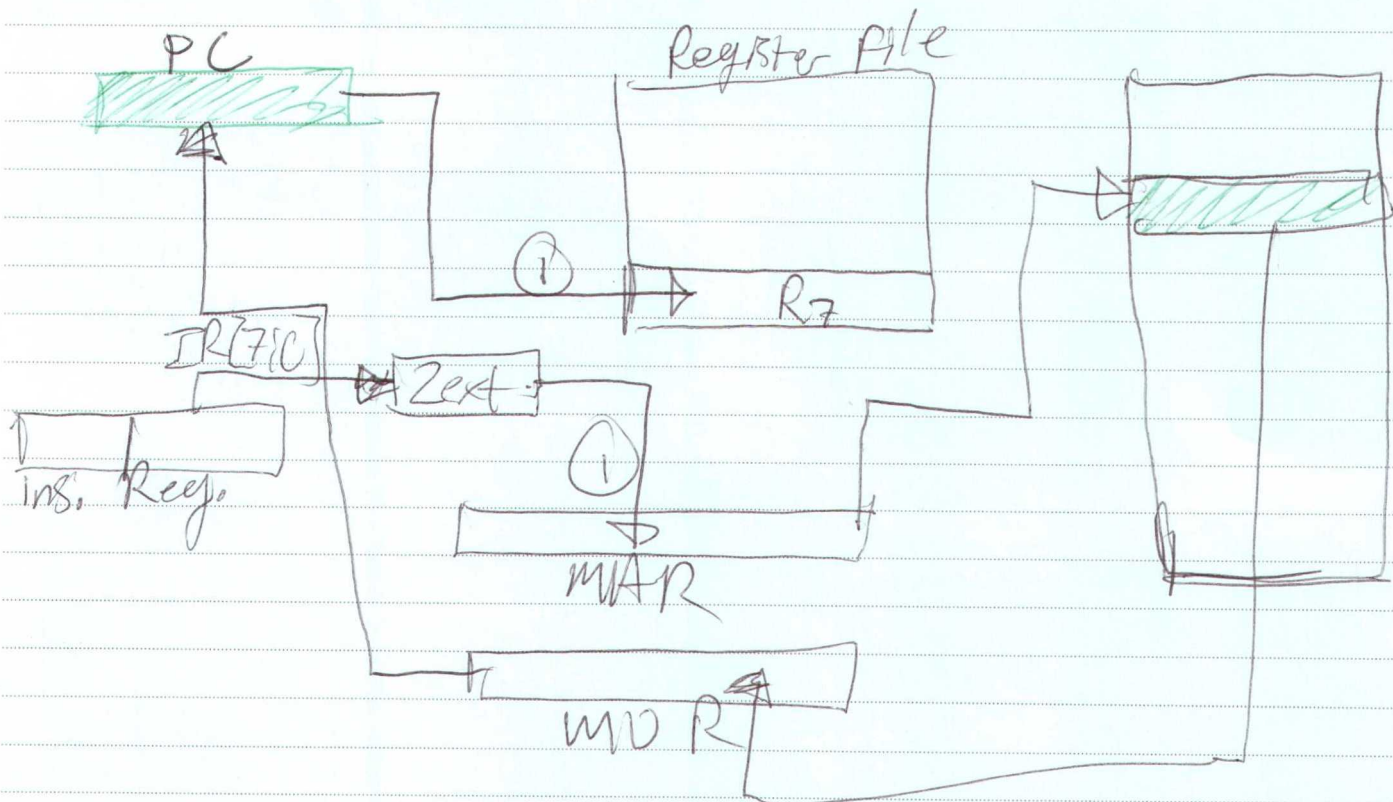 PC
Register File
①
R7
IR[7:0]
Zext
ins. Reg.
①
MAR
MDR